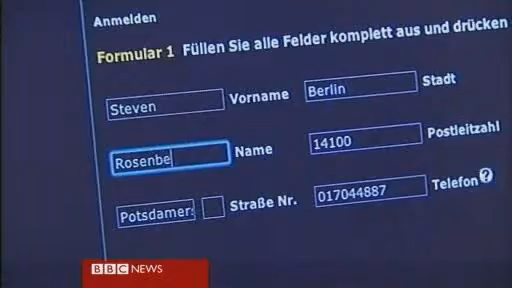 Anmelden
Formular 1 Füllen Sie alle Felder komplett aus und drücken
Steven Vorname Berlin Stadt
Rosenbe Name 14100 Postleitzahl
Potsdamer Straße Nr. 017044887 Telefon ?
BBC NEWS